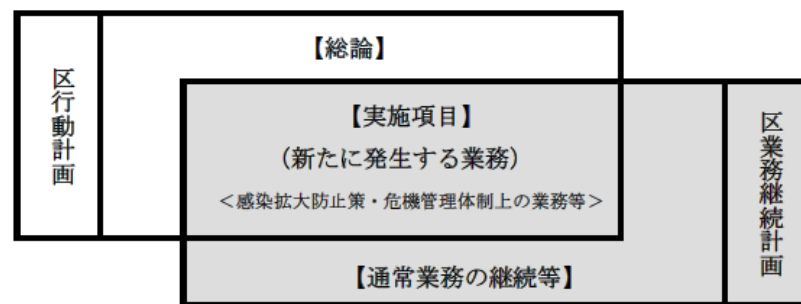 区行動計画
【総論】
【実施項目】
（新たに発生する業務）
＜感染拡大防止策・危機管理体制上の業務等＞
【通常業務の継続等】
区業務継続計画